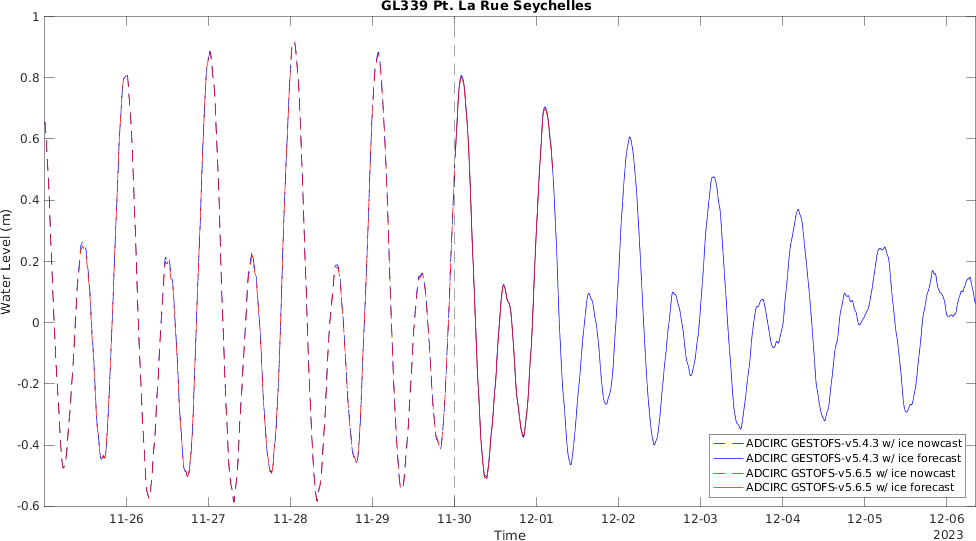 GL339 Pt. La Rue Seychelles
1
0.8
0.6
0.4
0.2
0
-0.2
-0.4
-0.6
Water Level (m)
11-26 11-27 11-28 11-29 11-30 12-01 12-02 12-03 12-04 12-05 12-06
Time
2023
ADCIRC GESTOFS-v5.4.3 w/ ice nowcast
ADCIRC GESTOFS-v5.4.3 w/ ice forecast
ADCIRC GSTOFS-v5.6.5 w/ ice nowcast
ADCIRC GSTOFS-v5.6.5 w/ ice forecast